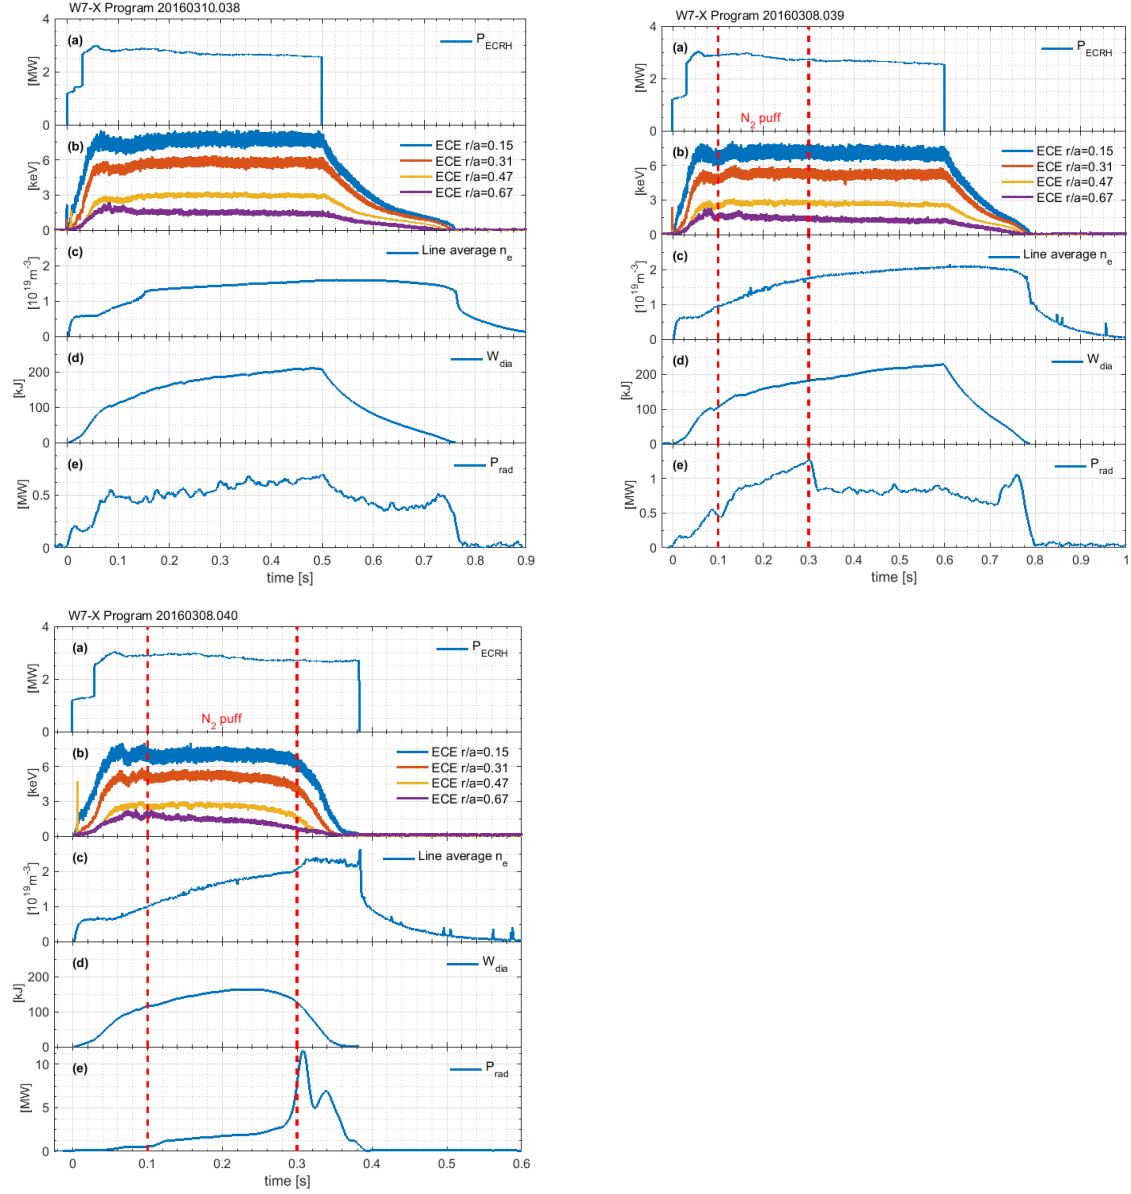 W7-X Program 20160310.038
(a)
P_ECRH
[MW]
4
2
0
(b)
ECE r/a=0.15
ECE r/a=0.31
ECE r/a=0.47
ECE r/a=0.67
[keV]
6
3
0
(c)
Line average n_e
[10^19 m^-3]
2
1
0
(d)
W_dia
[kJ]
200
100
0
(e)
P_rad
[MW]
0.5
0
0 0.1 0.2 0.3 0.4 0.5 0.6 0.7 0.8 0.9
time [s]
W7-X Program 20160308.039
(a)
P_ECRH
[MW]
4
2
0
N_2 puff
(b)
ECE r/a=0.15
ECE r/a=0.31
ECE r/a=0.47
ECE r/a=0.67
[keV]
6
3
0
(c)
Line average n_e
[10^19 m^-3]
2
1
0
(d)
W_dia
[kJ]
200
100
0
(e)
P_rad
[MW]
1
0.5
0
0 0.1 0.2 0.3 0.4 0.5 0.6 0.7 0.8 0.9 1
time [s]
W7-X Program 20160308.040
(a)
P_ECRH
[MW]
4
2
0
N_2 puff
(b)
ECE r/a=0.15
ECE r/a=0.31
ECE r/a=0.47
ECE r/a=0.67
[keV]
6
3
0
(c)
Line average n_e
[10^19 m^-3]
2
1
0
(d)
W_dia
[kJ]
200
100
0
(e)
P_rad
[MW]
10
5
0
0 0.1 0.2 0.3 0.4 0.5 0.6
time [s]